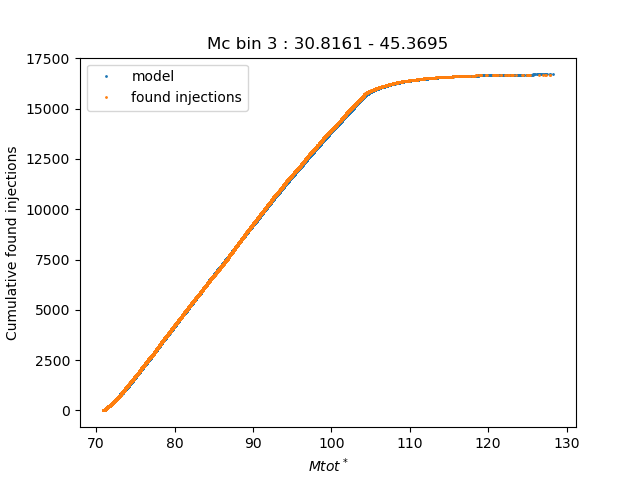 Mc bin 3 : 30.8161 - 45.3695
model
found injections
Cumulative found injections
17500
15000
12500
10000
7500
5000
2500
0
70 80 90 100 110 120 130
Mtot*